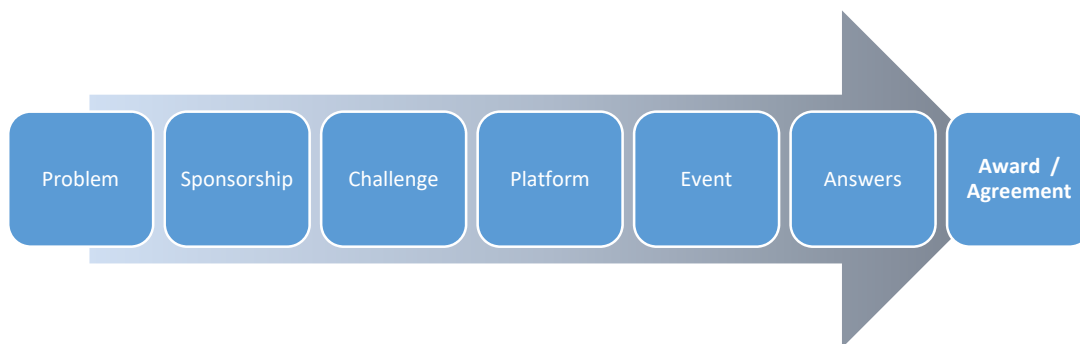 Problem
Sponsorship
Challenge
Platform
Event
Answers
Award /
Agreement